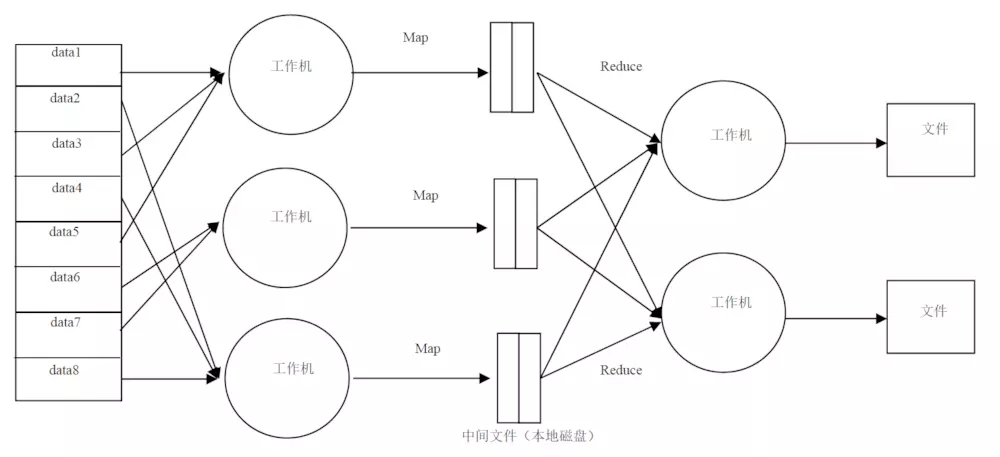 data1
data2
data3
data4
data5
data6
data7
data8
工作机
工作机
工作机
Map
Map
Map
中间文件（本地磁盘）
Reduce
Reduce
工作机
工作机
文件
文件